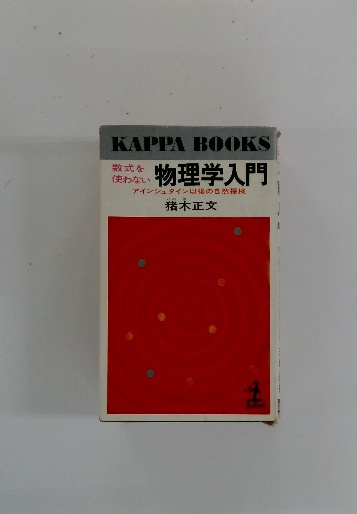 KAPPA BOOKS
数式を
使わない
物理学入門
アインシュタイン以後の自然探検
猪木正文